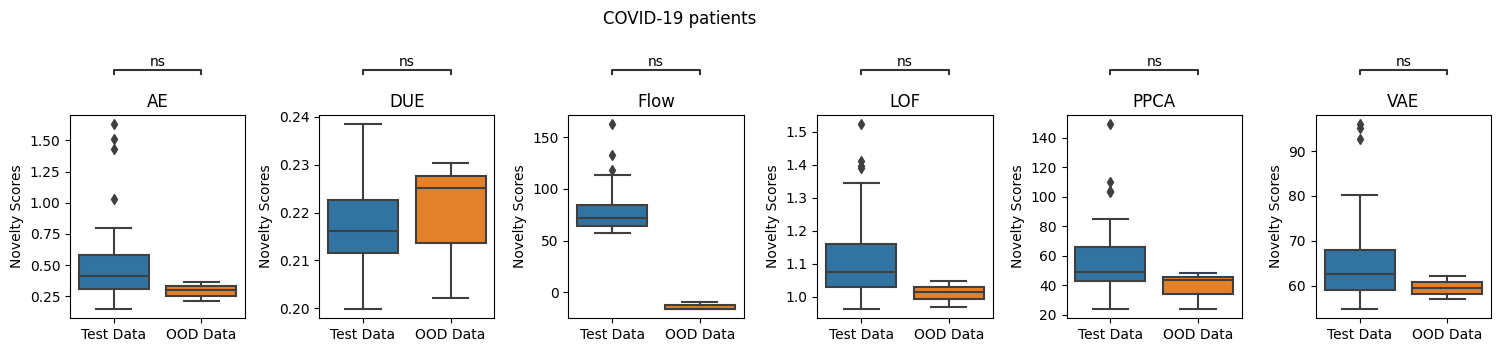 COVID-19 patients
ns ns ns ns ns ns
AE DUE Flow LOF PPCA VAE
Novelty Scores
1.50
1.25
1.00
0.75
0.50
0.25
Test Data OOD Data
Novelty Scores
0.24
0.23
0.22
0.21
0.20
Test Data OOD Data
Novelty Scores
150
100
50
0
Test Data OOD Data
Novelty Scores
1.5
1.4
1.3
1.2
1.1
1.0
Test Data OOD Data
Novelty Scores
140
120
100
80
60
40
20
Test Data OOD Data
Novelty Scores
90
80
70
60
Test Data OOD Data